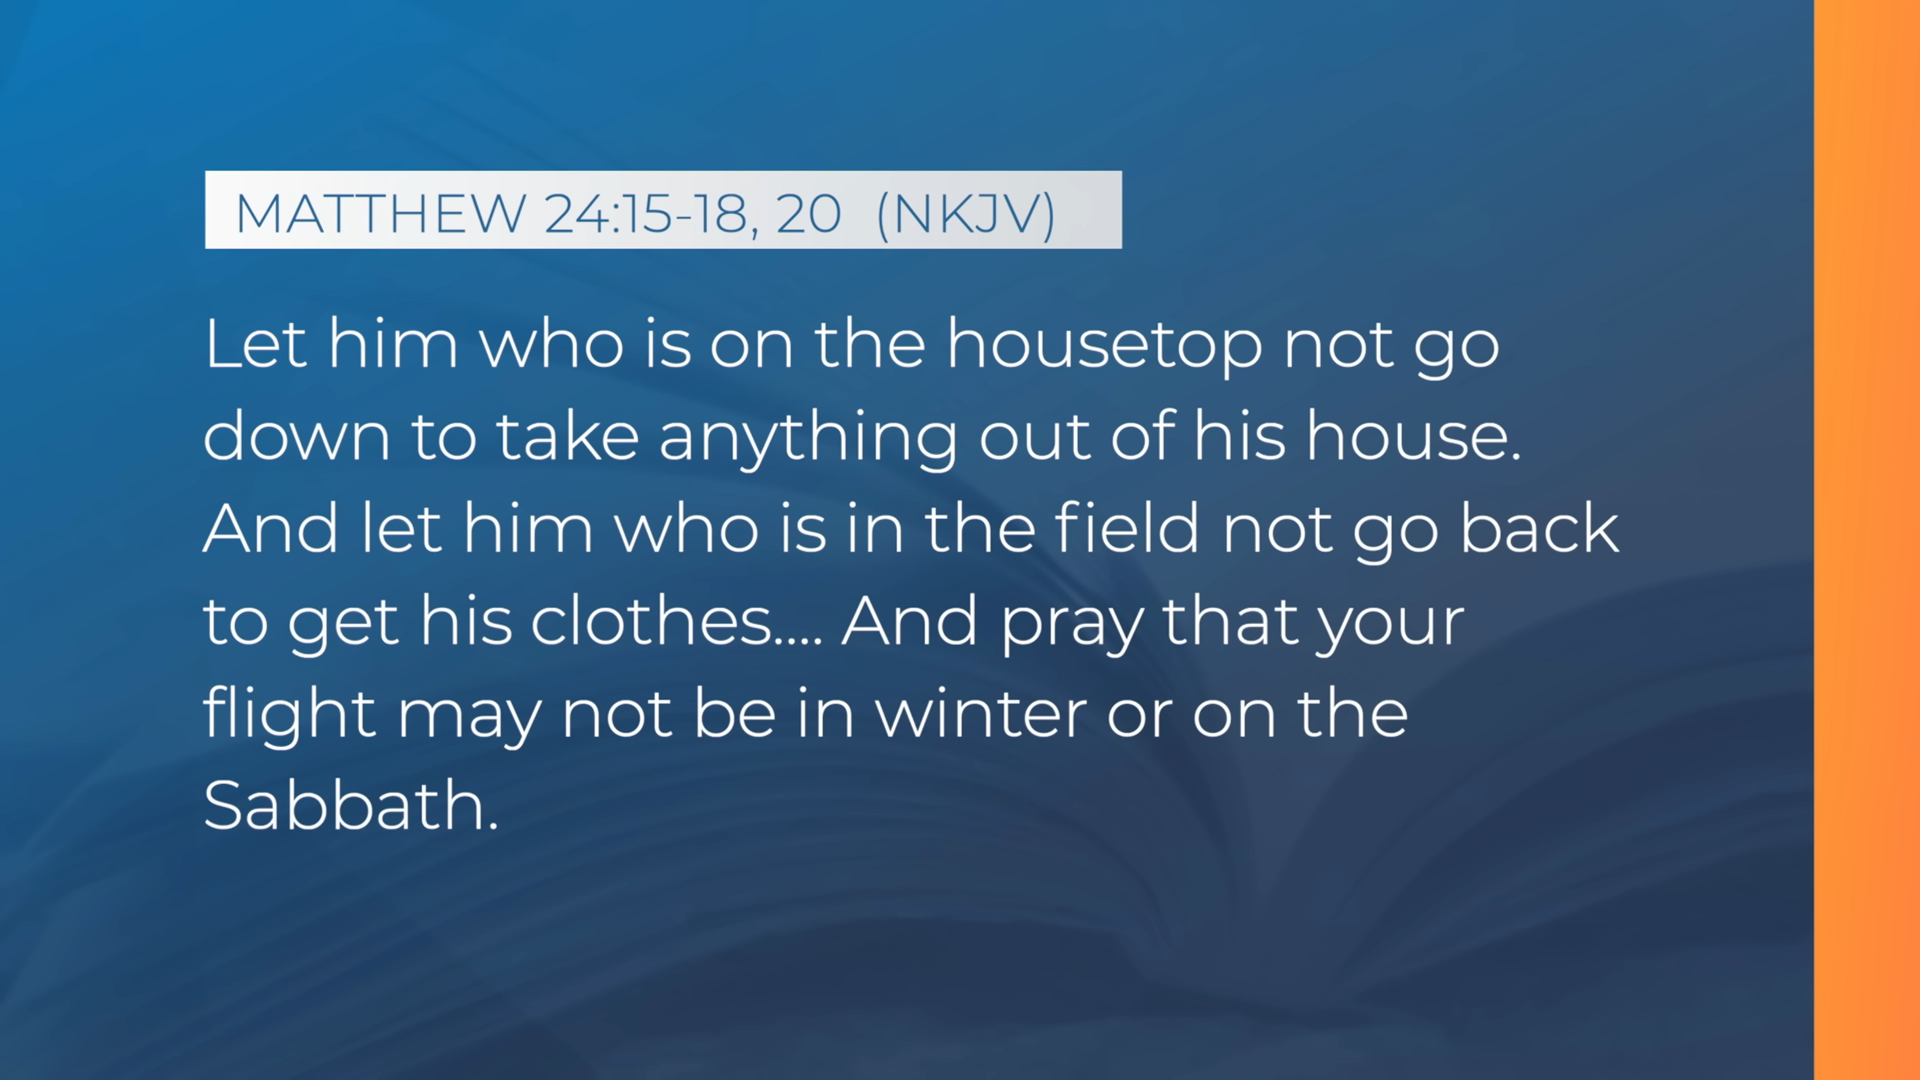 MATTHEW 24:15-18, 20 (NKJV)
Let him who is on the housetop not go
down to take anything out of his house.
And let him who is in the field not go back
to get his clothes.... And pray that your
flight may not be in winter or on the
Sabbath.